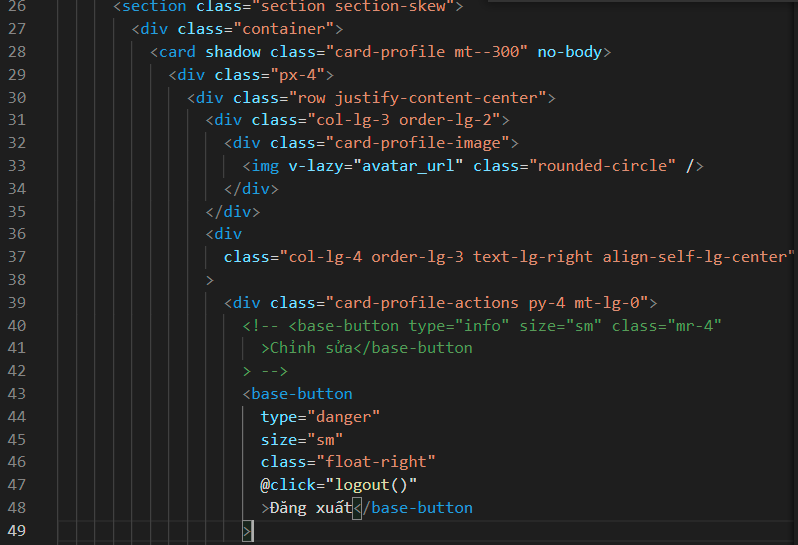 26 <section class="section section-skew">
27 <div class="container">
28 <card shadow class="card-profile mt--300" no-body>
29 <div class="px-4">
30 <div class="row justify-content-center">
31 <div class="col-lg-3 order-lg-2">
32 <div class="card-profile-image">
33 <img v-lazy="avatar_url" class="rounded-circle" />
34 </div>
35 </div>
36 <div
37 class="col-lg-4 order-lg-3 text-lg-right align-self-lg-center"
38 >
39 <div class="card-profile-actions py-4 mt-lg-0">
40 <!-- <base-button type="info" size="sm" class="mr-4"
41 >Chỉnh sửa</base-button
42 > -->
43 <base-button
44 type="danger"
45 size="sm"
46 class="float-right"
47 @click="logout()"
48 >Đăng xuất</base-button
49 >